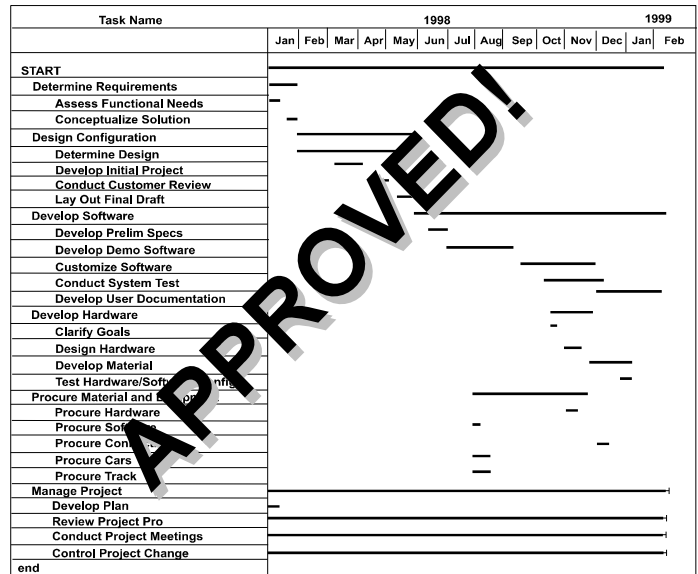 Task Name 1998 1999
Jan Feb Mar Apr May Jun Jul Aug Sep Oct Nov Dec Jan Feb
START
Determine Requirements
Assess Functional Needs
Conceptualize Solution
Design Configuration
Determine Design
Develop Initial Project
Conduct Customer Review
Lay Out Final Draft
Develop Software
Develop Prelim Specs
Develop Demo Software
Customize Software
Conduct System Test
Develop User Documentation
Develop Hardware
Clarify Goals
Design Hardware
Develop Material
Test
Procure Material and
Procure Hardware
Procure
Procure
Procure Cars
Procure Track
Manage Project
Develop Plan
Review Project Pro
Conduct Project Meetings
Control Project Change
end
APPROVED!